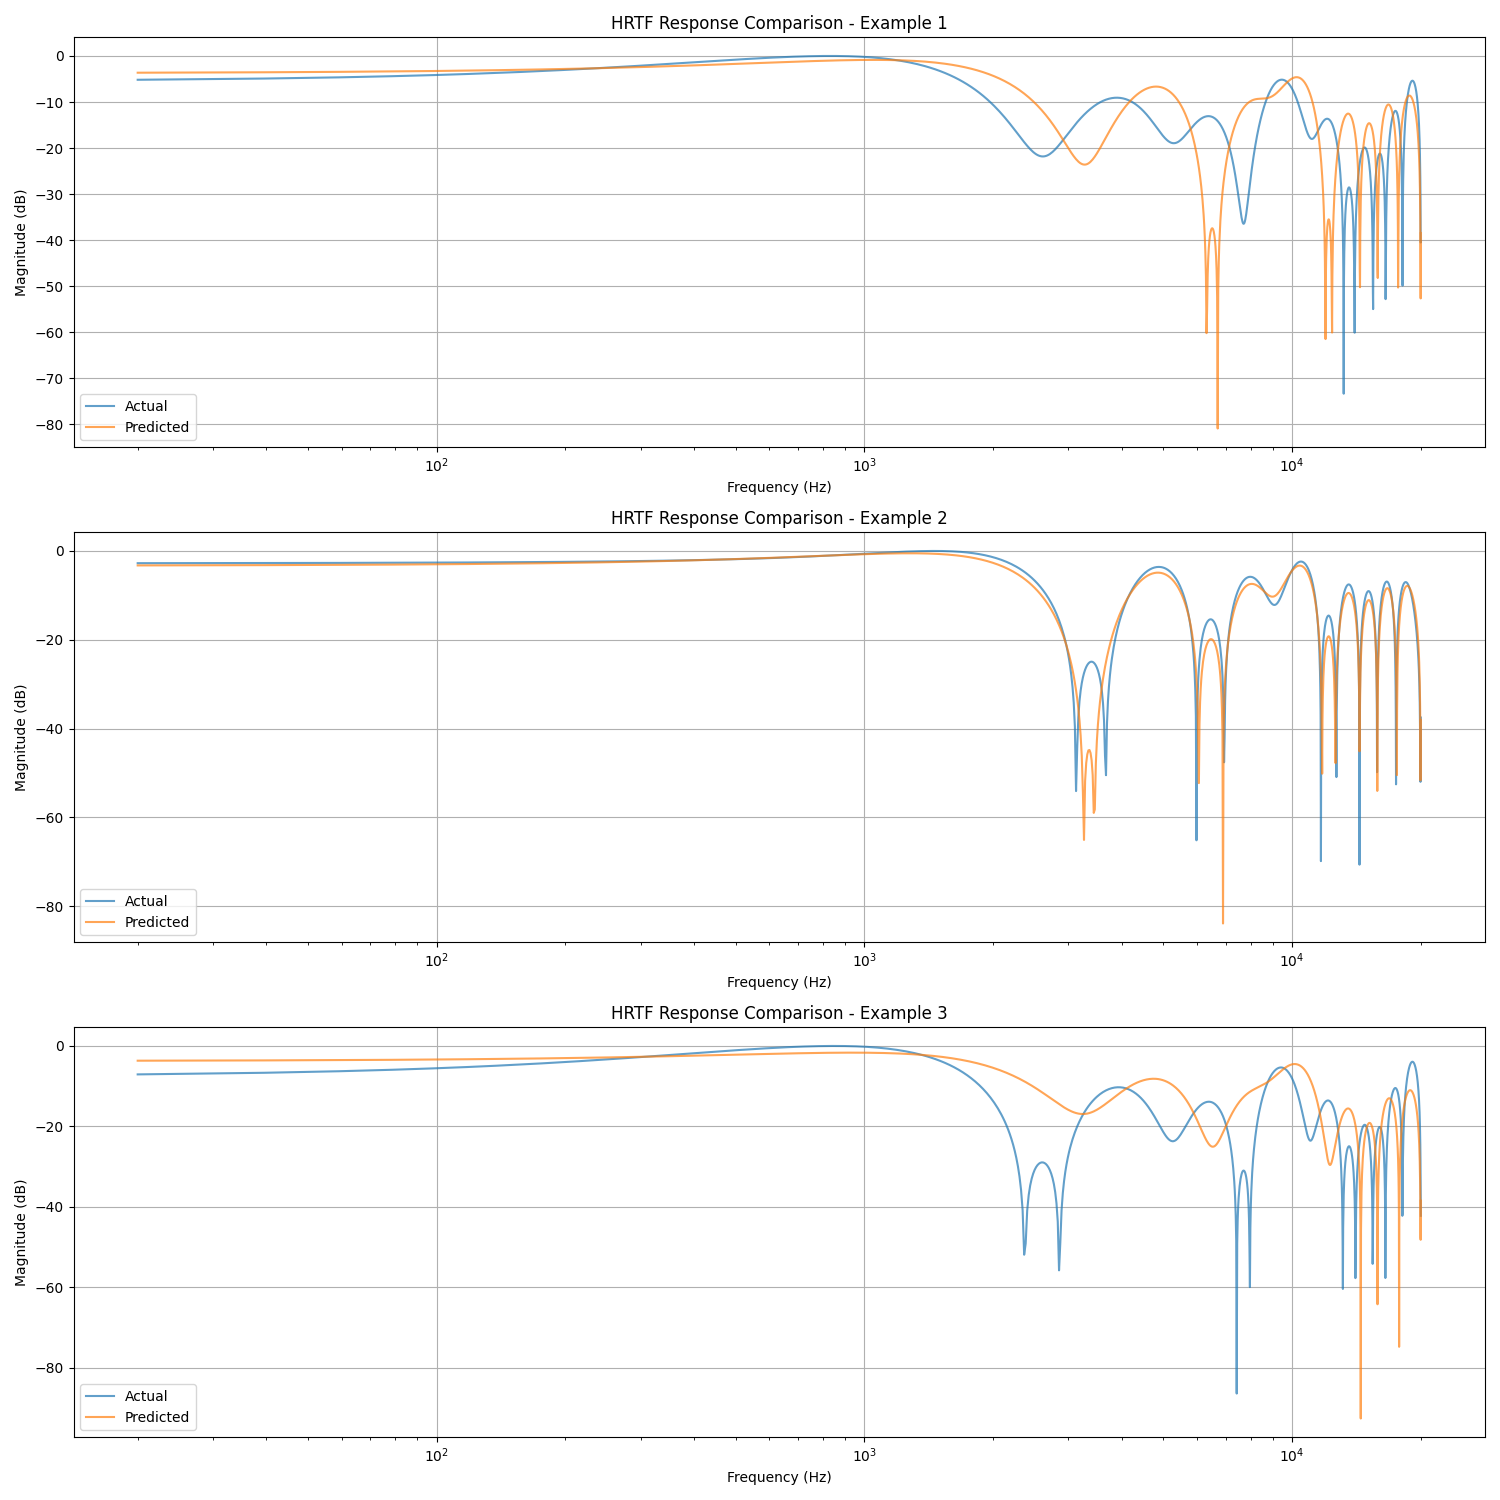 HRTF Response Comparison - Example 1
0
−10
−20
−30
−40
−50
−60
−70
−80
Magnitude (dB)
Actual
Predicted
10²
10³
10⁴
Frequency (Hz)
HRTF Response Comparison - Example 2
0
−20
−40
−60
−80
Magnitude (dB)
Actual
Predicted
10²
10³
10⁴
Frequency (Hz)
HRTF Response Comparison - Example 3
0
−20
−40
−60
−80
Magnitude (dB)
Actual
Predicted
10²
10³
10⁴
Frequency (Hz)